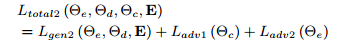 L_{total2} (Θ_e, Θ_d, Θ_c, E)
= L_{gen2} (Θ_e, Θ_d, E) + L_{adv1} (Θ_c) + L_{adv2} (Θ_e)